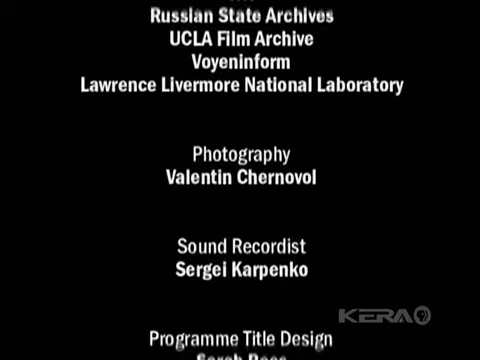 Russian State Archives
UCLA Film Archive
Voyeninform
Lawrence Livermore National Laboratory
Photography
Valentin Chernovol
Sound Recordist
Sergei Karpenko
KERA
Programme Title Design